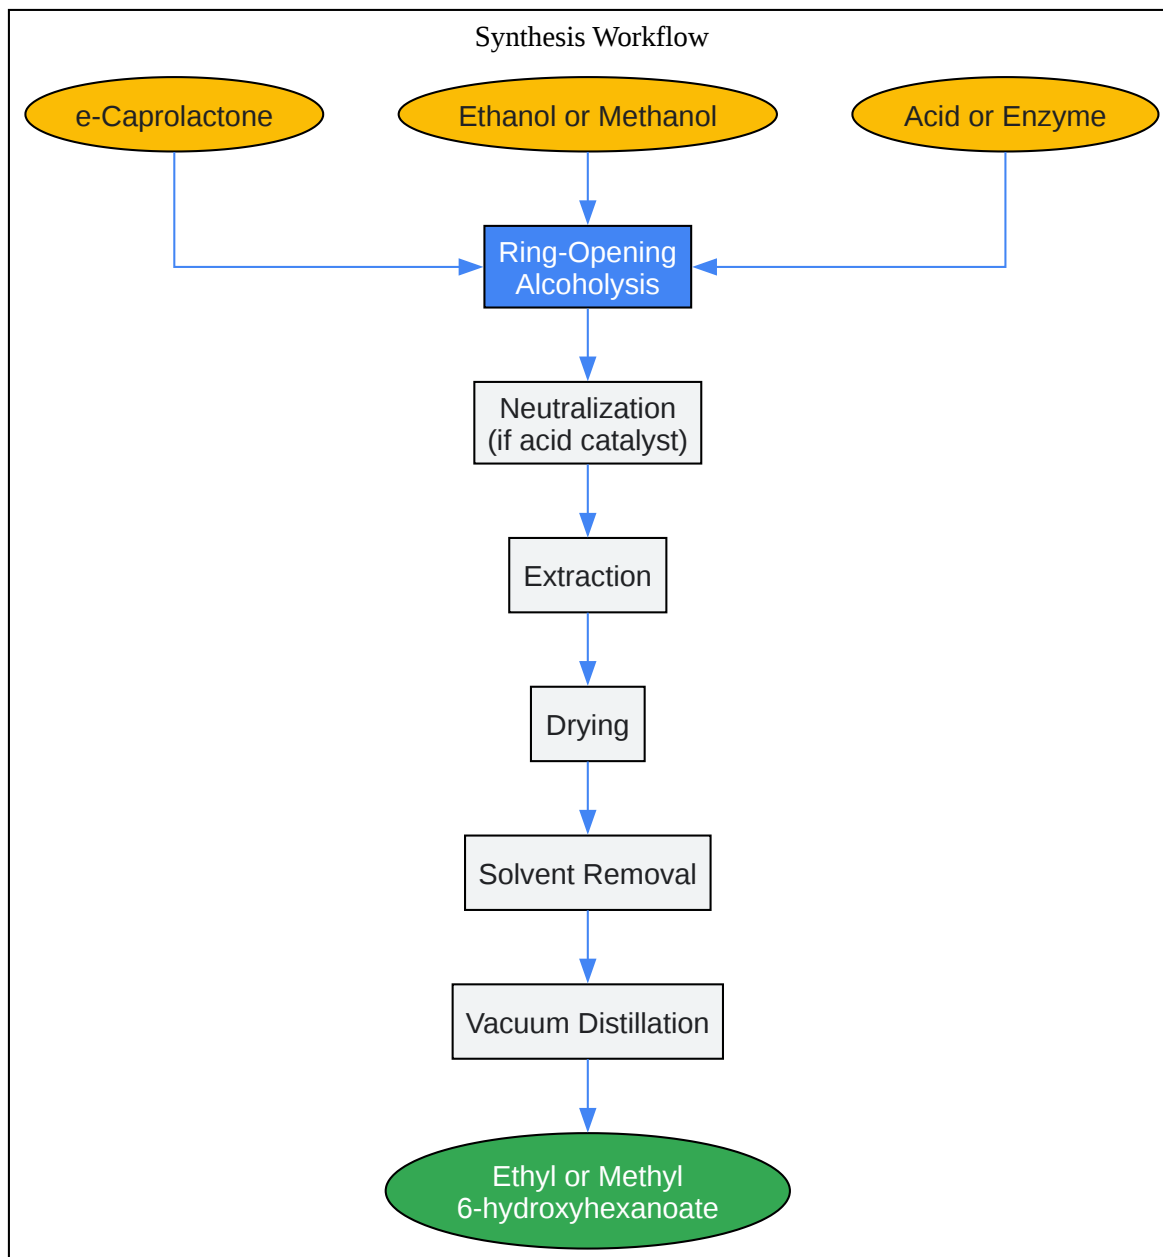 Synthesis Workflow
e-Caprolactone
Ethanol or Methanol
Acid or Enzyme
Ring-Opening
Alcoholysis
Neutralization
(if acid catalyst)
Extraction
Drying
Solvent Removal
Vacuum Distillation
Ethyl or Methyl
6-hydroxyhexanoate